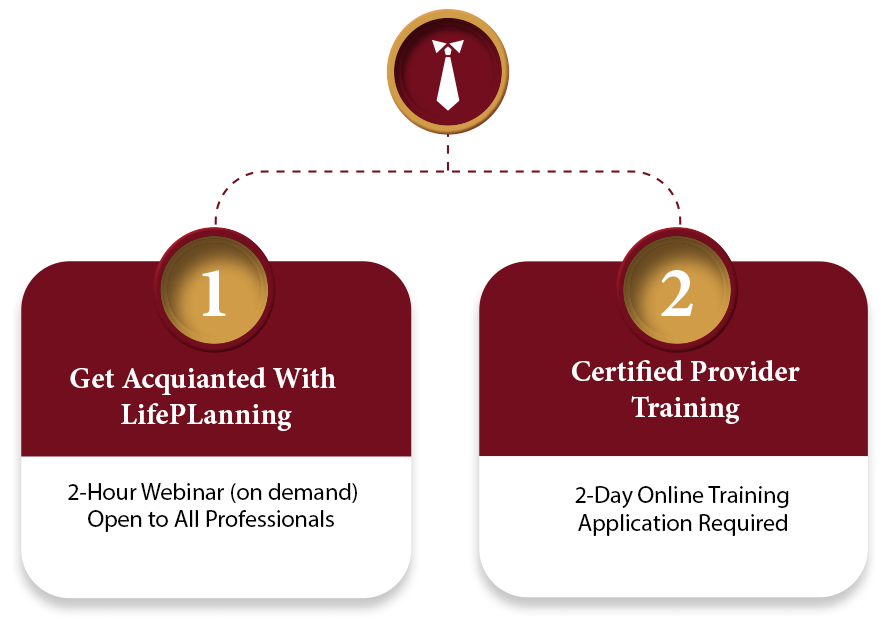 1
Get Acquianted With
LifePLanning
2-Hour Webinar (on demand)
Open to All Professionals
2
Certified Provider
Training
2-Day Online Training
Application Required